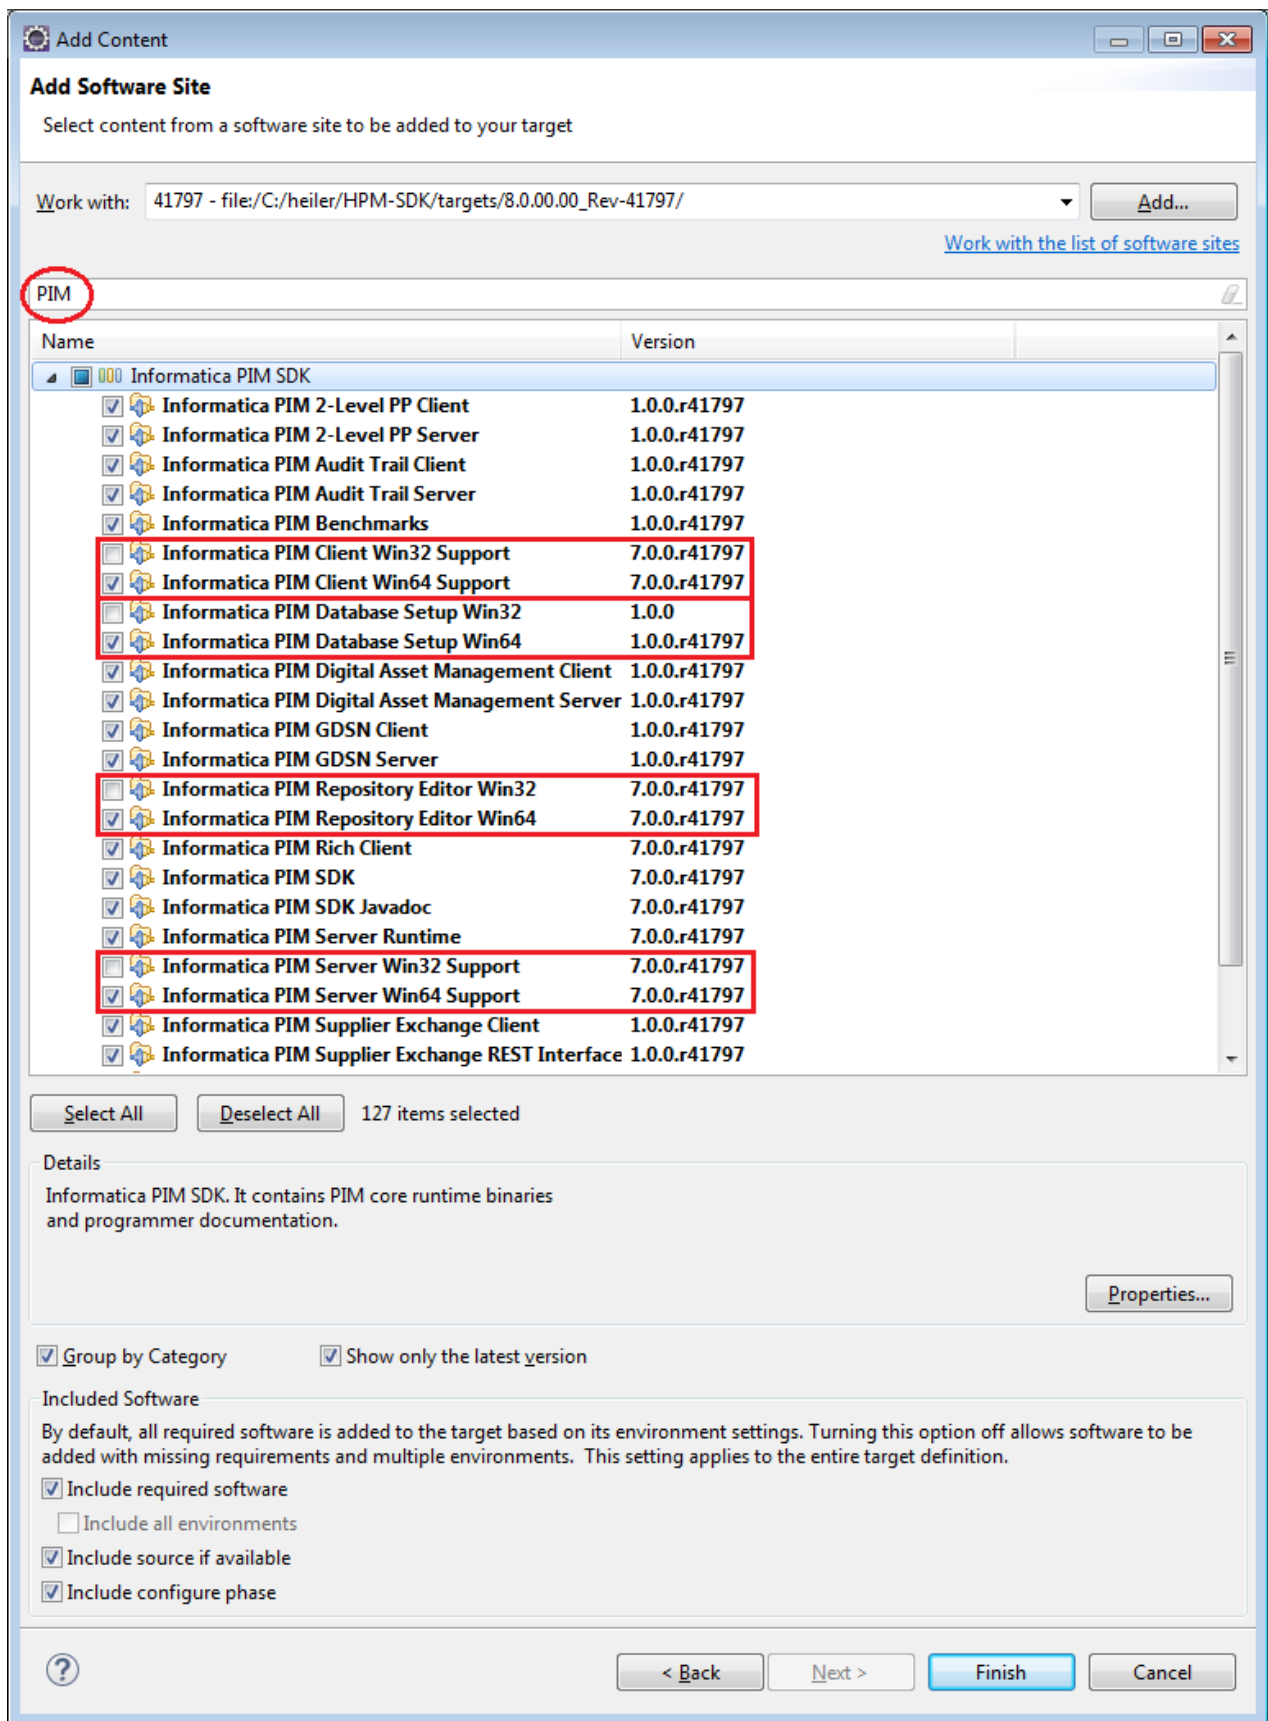 Add Content
Add Software Site
Select content from a software site to be added to your target
Work with: 41797 - file:/C:/heiler/HPM-SDK/targets/8.0.00.00_Rev-41797/ Add...
Work with the list of software sites
PIM
Name Version
Informatica PIM SDK
Informatica PIM 2-Level PP Client 1.0.0.r41797
Informatica PIM 2-Level PP Server 1.0.0.r41797
Informatica PIM Audit Trail Client 1.0.0.r41797
Informatica PIM Audit Trail Server 1.0.0.r41797
Informatica PIM Benchmarks 1.0.0.r41797
Informatica PIM Client Win32 Support 7.0.0.r41797
Informatica PIM Client Win64 Support 7.0.0.r41797
Informatica PIM Database Setup Win32 1.0.0
Informatica PIM Database Setup Win64 1.0.0.r41797
Informatica PIM Digital Asset Management Client 1.0.0.r41797
Informatica PIM Digital Asset Management Server 1.0.0.r41797
Informatica PIM GDSN Client 1.0.0.r41797
Informatica PIM GDSN Server 1.0.0.r41797
Informatica PIM Repository Editor Win32 7.0.0.r41797
Informatica PIM Repository Editor Win64 7.0.0.r41797
Informatica PIM Rich Client 7.0.0.r41797
Informatica PIM SDK 7.0.0.r41797
Informatica PIM SDK Javadoc 7.0.0.r41797
Informatica PIM Server Runtime 7.0.0.r41797
Informatica PIM Server Win32 Support 7.0.0.r41797
Informatica PIM Server Win64 Support 7.0.0.r41797
Informatica PIM Supplier Exchange Client 1.0.0.r41797
Informatica PIM Supplier Exchange REST Interface 1.0.0.r41797
Select All Deselect All 127 items selected
Details
Informatica PIM SDK. It contains PIM core runtime binaries
and programmer documentation.
Properties...
Group by Category Show only the latest version
Included Software
By default, all required software is added to the target based on its environment settings. Turning this option off allows software to be
added with missing requirements and multiple environments. This setting applies to the entire target definition.
Include required software
Include all environments
Include source if available
Include configure phase
? < Back Next > Finish Cancel